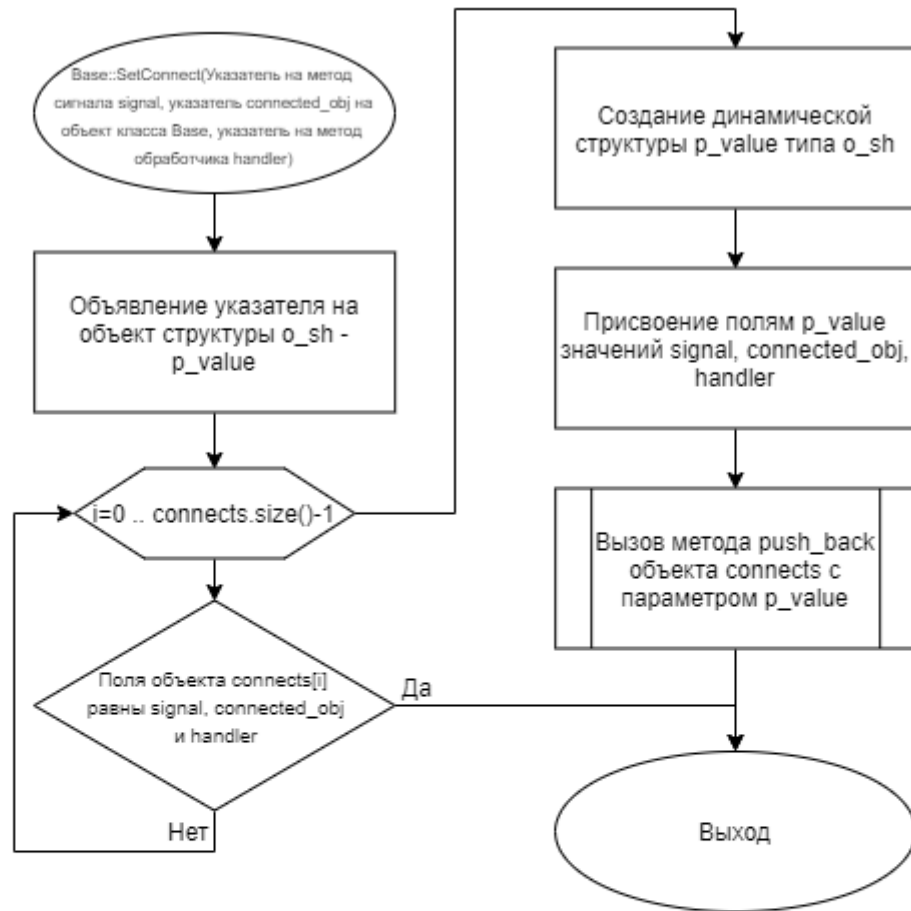 Base::SetConnect(Указатель на метод
сигнала signal, указатель connected_obj на
объект класса Base, указатель на метод
обработчика handler)
Объявление указателя на
объект структуры o_sh -
p_value
i=0 .. connects.size()-1
Поля объекта connects[i]
равны signal, connected_obj
и handler
Да
Нет
Создание динамической
структуры p_value типа o_sh
Присвоение полям p_value
значений signal, connected_obj,
handler
Вызов метода push_back
объекта connects с
параметром p_value
Выход